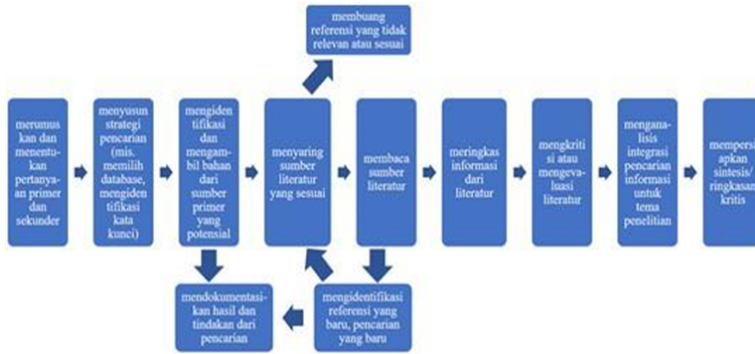 membuang
referensi yang tidak
relevan atau sesuai
merumus
kan dan
menentu-
kan
pertanya-
an primer
dan
sekunder
menyusun
strategi
pencarian
(mis.
memilih
database,
mengiden
tifikasi
kata
kunci)
mengiden
tifikasi
dan
mengam-
bil bahan
dari
sumber
primer
yang
potensial
menyaring
sumber
literatur
yang sesuai
membaca
sumber
literatur
meringkas
informasi
dari
literatur
mengkriti
si atau
mengeva-
luasi
literatur
mengana-
lisis
integrasi
pencarian
informasi
untuk
tema
penelitian
mempersi
apkan
sintesis/
ringkasan
kritis
mendokumentasi-
kan hasil dan
tindakan dari
pencarian
mengidentifikasi
referensi yang
baru, pencarian
yang baru